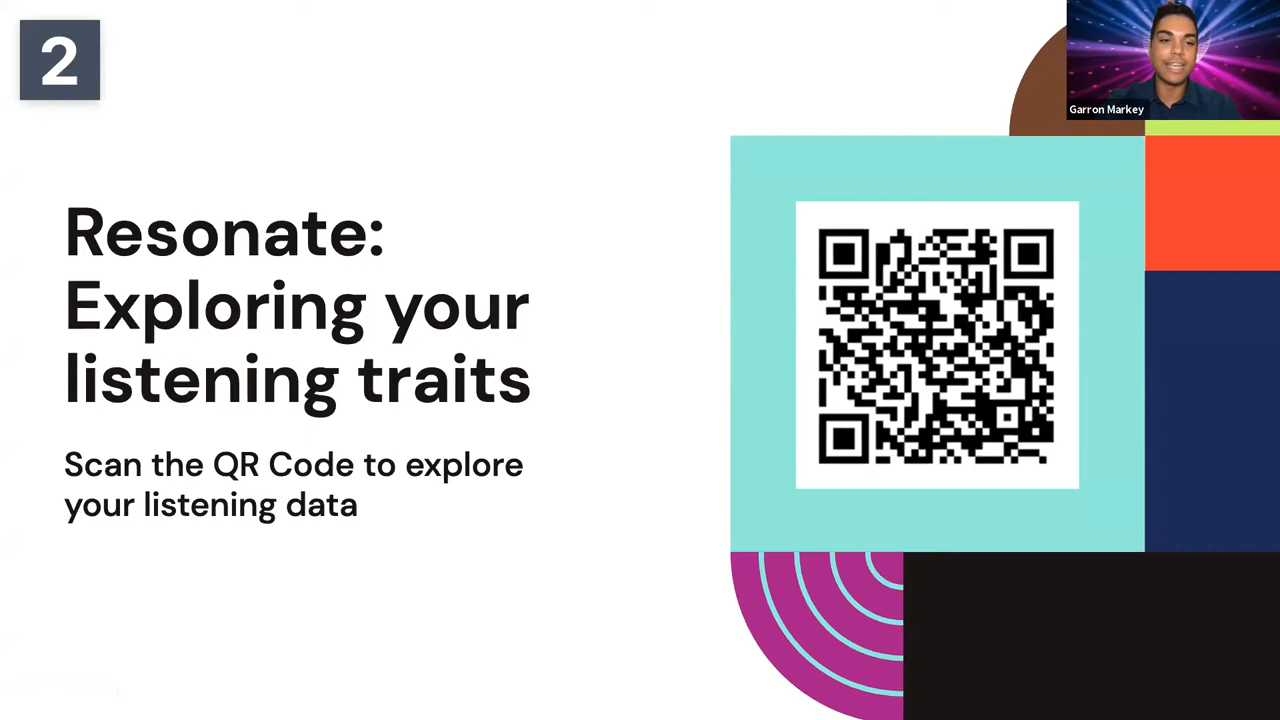 2
Garron Markey
Resonate:
Exploring your
listening traits
Scan the QR Code to explore
your listening data